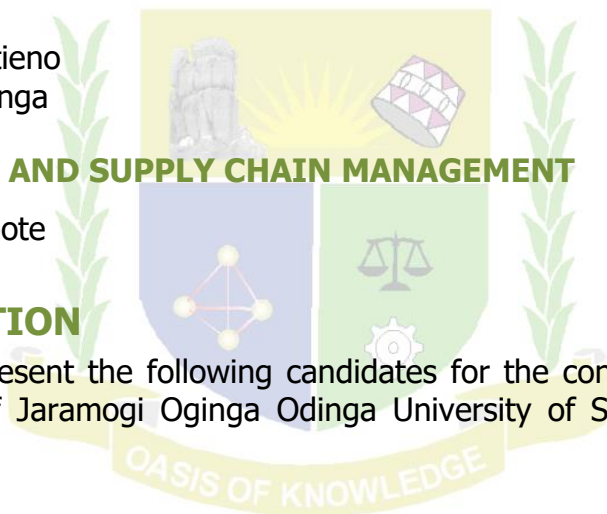 tieno
nga
AND SUPPLY CHAIN MANAGEMENT
ote
TION
esent the following candidates for the con
f Jaramogi Oginga Odinga University of S
OASIS OF KNOWLEDGE